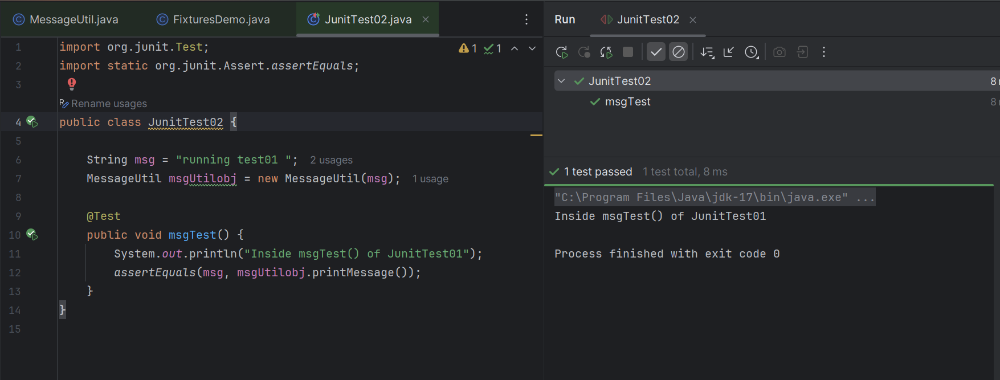 MessageUtil.java FixturesDemo.java JunitTest02.java
1 import org.junit.Test;
1 1
2 import static org.junit.Assert.assertEquals;
3
Rename usages
4 public class JunitTest02 {
5
6 String msg = "running test01 "; 2 usages
7 MessageUtil msgUtilobj = new MessageUtil(msg); 1 usage
8
9 @Test
10 public void msgTest() {
11 System.out.println("Inside msgTest() of JunitTest01");
12 assertEquals(msg, msgUtilobj.printMessage());
13 }
14 }
15
Run JunitTest02
JunitTest02 8
msgTest 8
1 test passed 1 test total, 8 ms
"C:\Program Files\Java\jdk-17\bin\java.exe" ...
Inside msgTest() of JunitTest01
Process finished with exit code 0